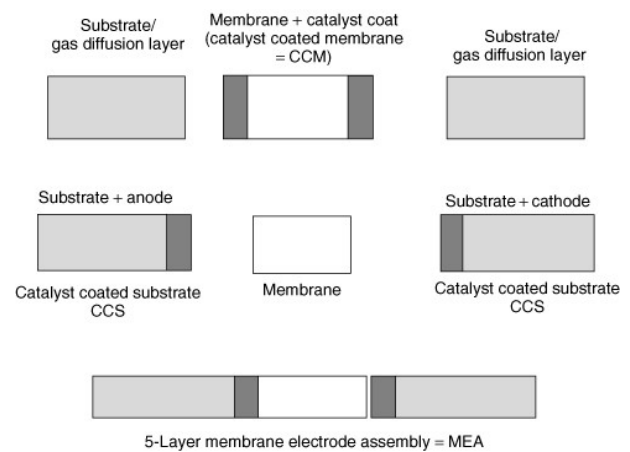 Substrate/
gas diffusion layer
Membrane + catalyst coat
(catalyst coated membrane
= CCM)
Substrate/
gas diffusion layer
Substrate + anode
Catalyst coated substrate
CCS
Membrane
Substrate + cathode
Catalyst coated substrate
CCS
5-Layer membrane electrode assembly = MEA